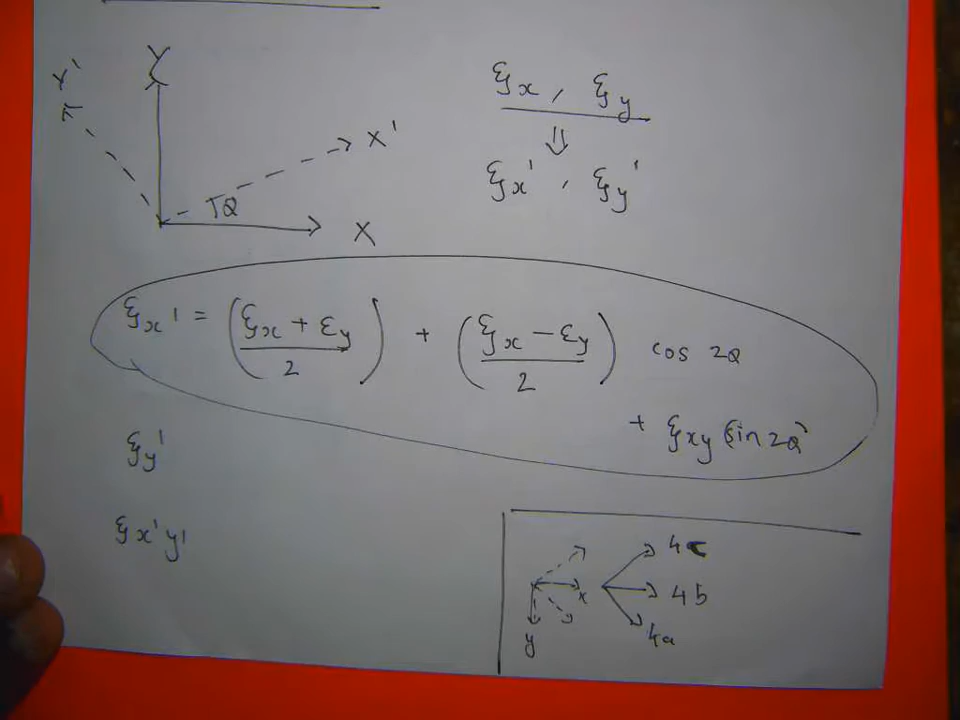 Y
Y'
X'
θ
X
εx , εy
⇓
εx' , εy'
εx' = (εx + εy / 2) + (εx − εy / 2) cos 2θ
+ εxy sin 2θ
εy'
εx'y'
x
y
4c
4b
4a